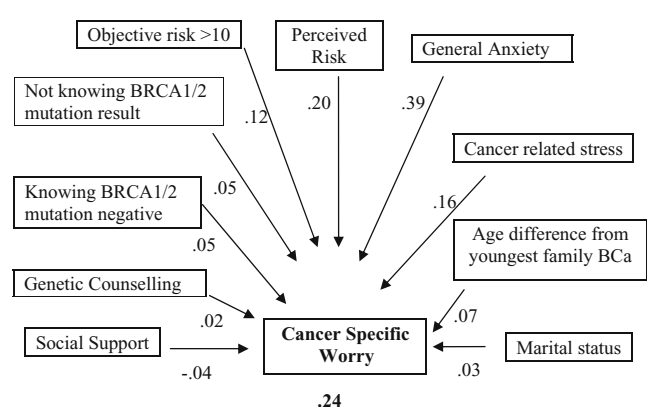 Objective risk >10
Perceived
Risk
General Anxiety
Not knowing BRCA1/2
mutation result
.20
.39
.12
Cancer related stress
Knowing BRCA1/2
mutation negative
.05
.16
.05
Age difference from
youngest family BCa
Genetic Counselling
.02
.07
Social Support
Cancer Specific
Worry
Marital status
-.04
.03
.24